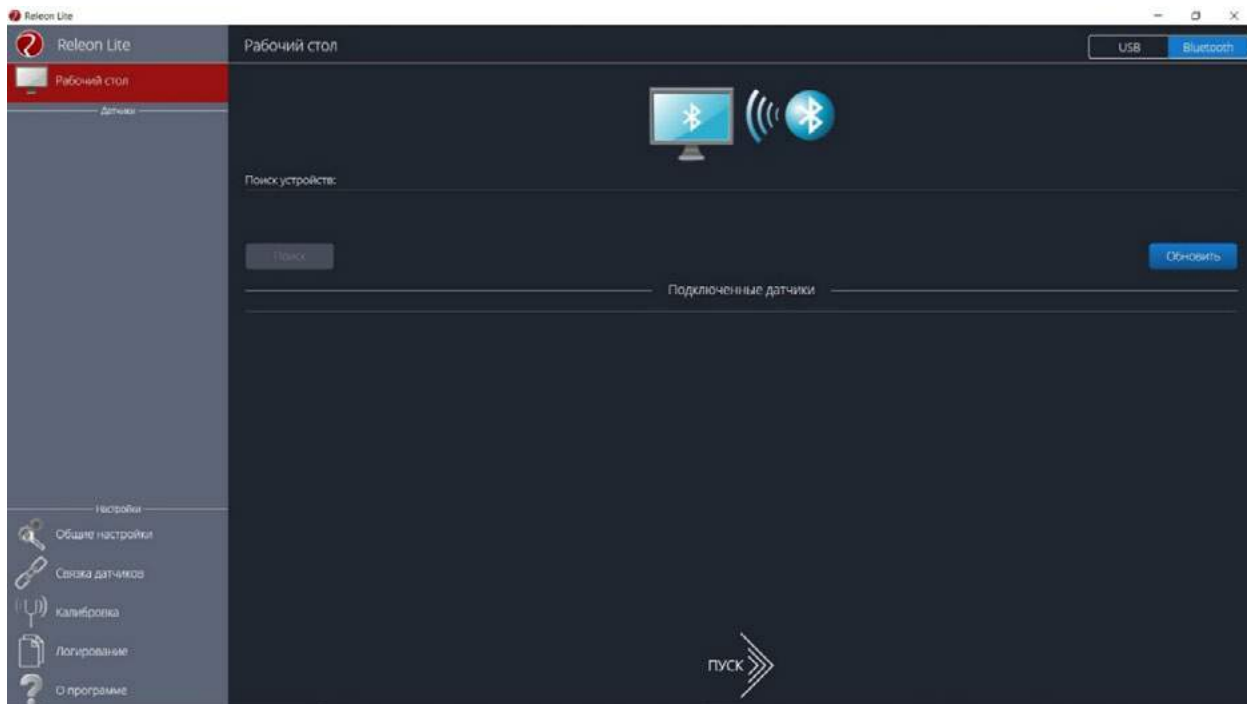 Releon Lite
Releon Lite
Рабочий стол
USB
Bluetooth
Рабочий стол
Датчики
Поиск устройств:
Поиск
Обновить
Подключенные датчики
Настройки
Общие настройки
Связка датчиков
Калибровка
Логирование
О программе
ПУСК